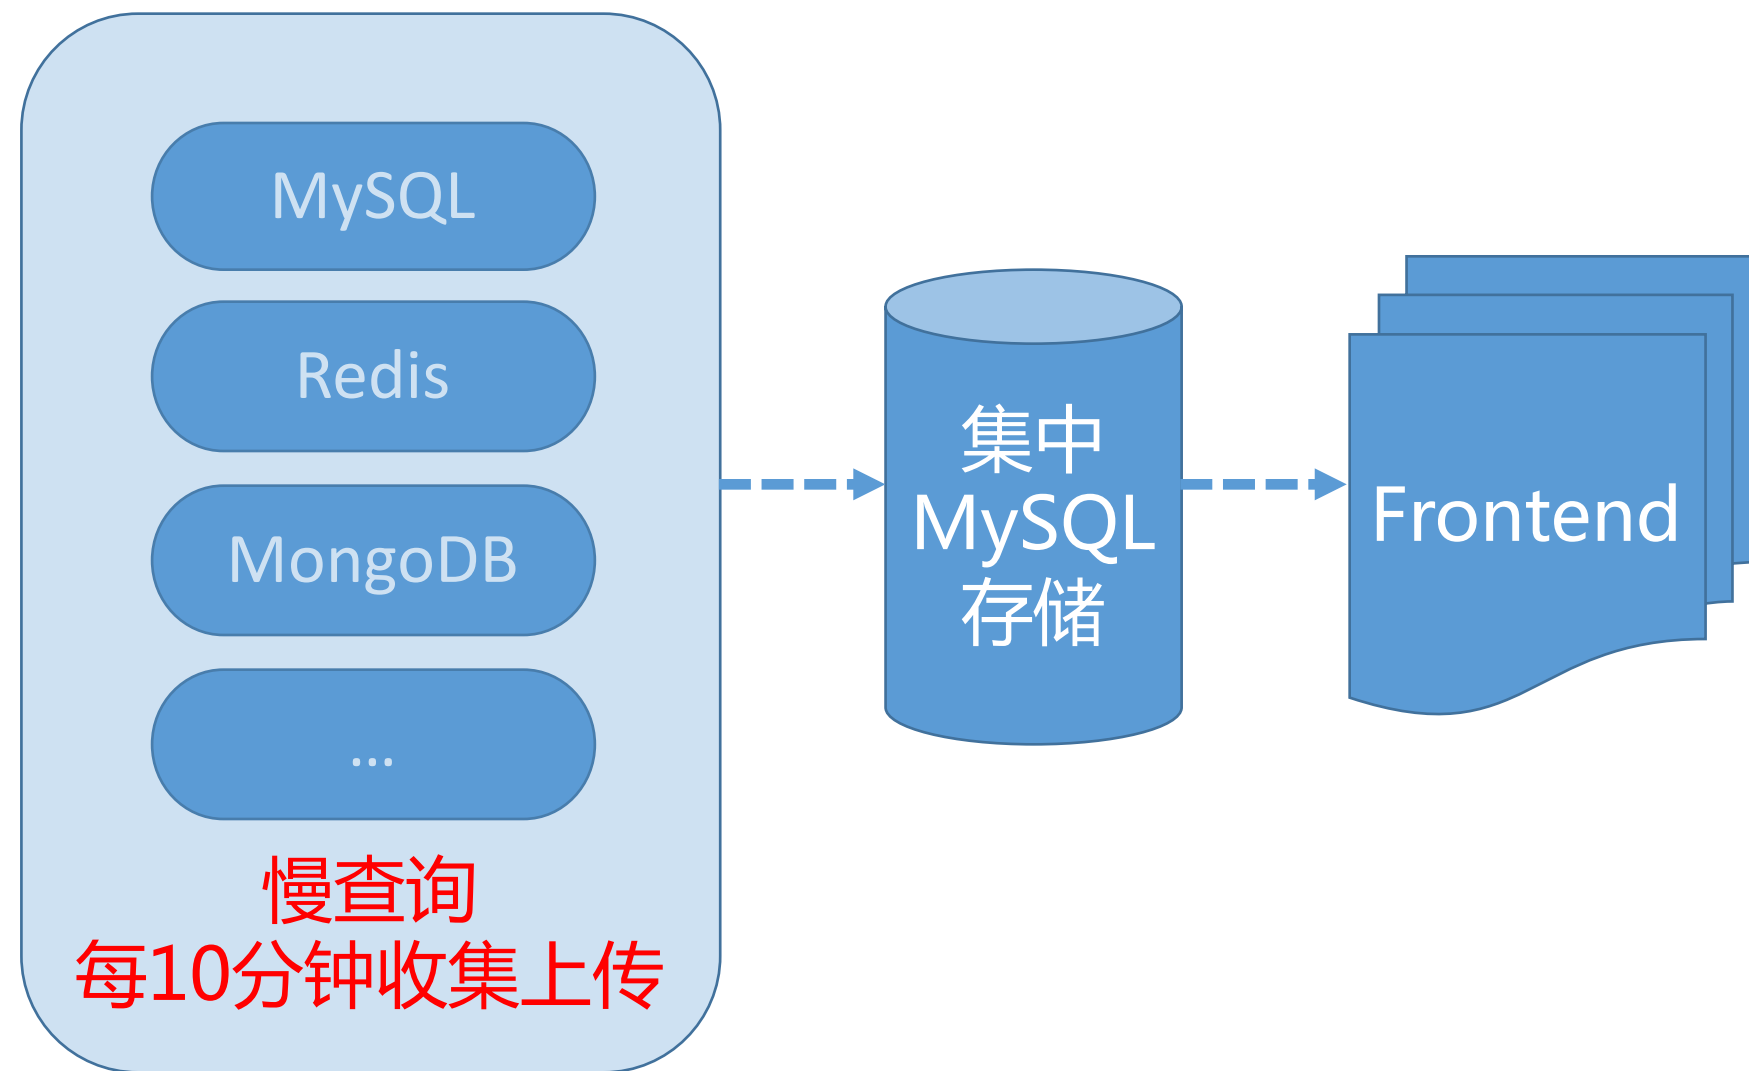 MySQL
Redis
MongoDB
...
慢查询
每10分钟收集上传
集中
MySQL
存储
Frontend